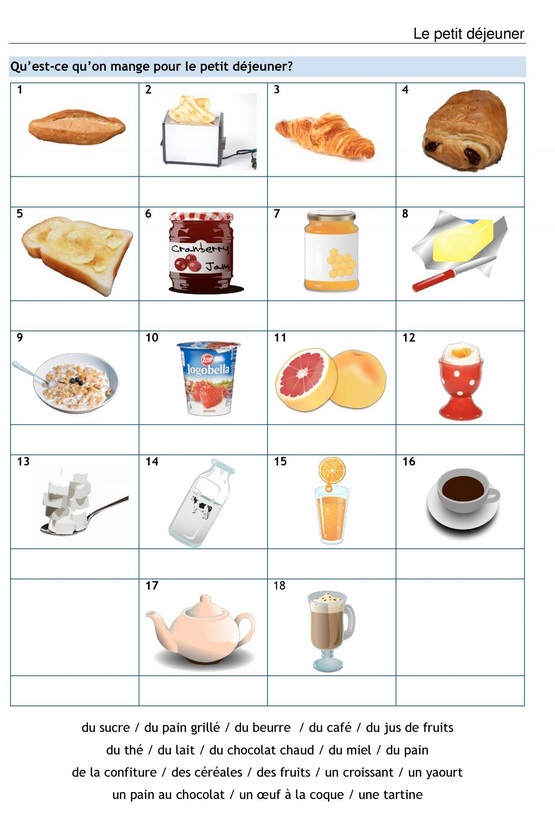 Le petit déjeuner
Qu’est-ce qu’on mange pour le petit déjeuner?
1 2 3 4
5 6 7 8
Cranberry
Jam
9 10 11 12
Jogobella
13 14 15 16
17 18
du sucre / du pain grillé / du beurre / du café / du jus de fruits
du thé / du lait / du chocolat chaud / du miel / du pain
de la confiture / des céréales / des fruits / un croissant / un yaourt
un pain au chocolat / un œuf à la coque / une tartine